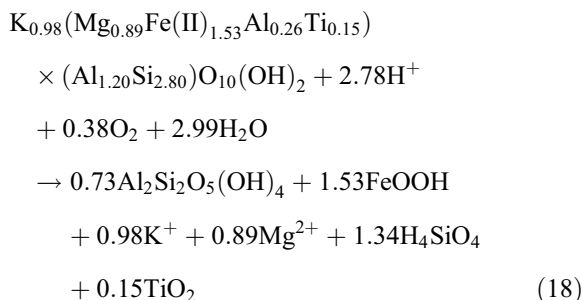 K₀.₉₈(Mg₀.₈₉Fe(II)₁.₅₃Al₀.₂₆Ti₀.₁₅)
× (Al₁.₂₀Si₂.₈₀)O₁₀(OH)₂ + 2.78H⁺
+ 0.38O₂ + 2.99H₂O
→ 0.73Al₂Si₂O₅(OH)₄ + 1.53FeOOH
+ 0.98K⁺ + 0.89Mg²⁺ + 1.34H₄SiO₄
+ 0.15TiO₂ (18)